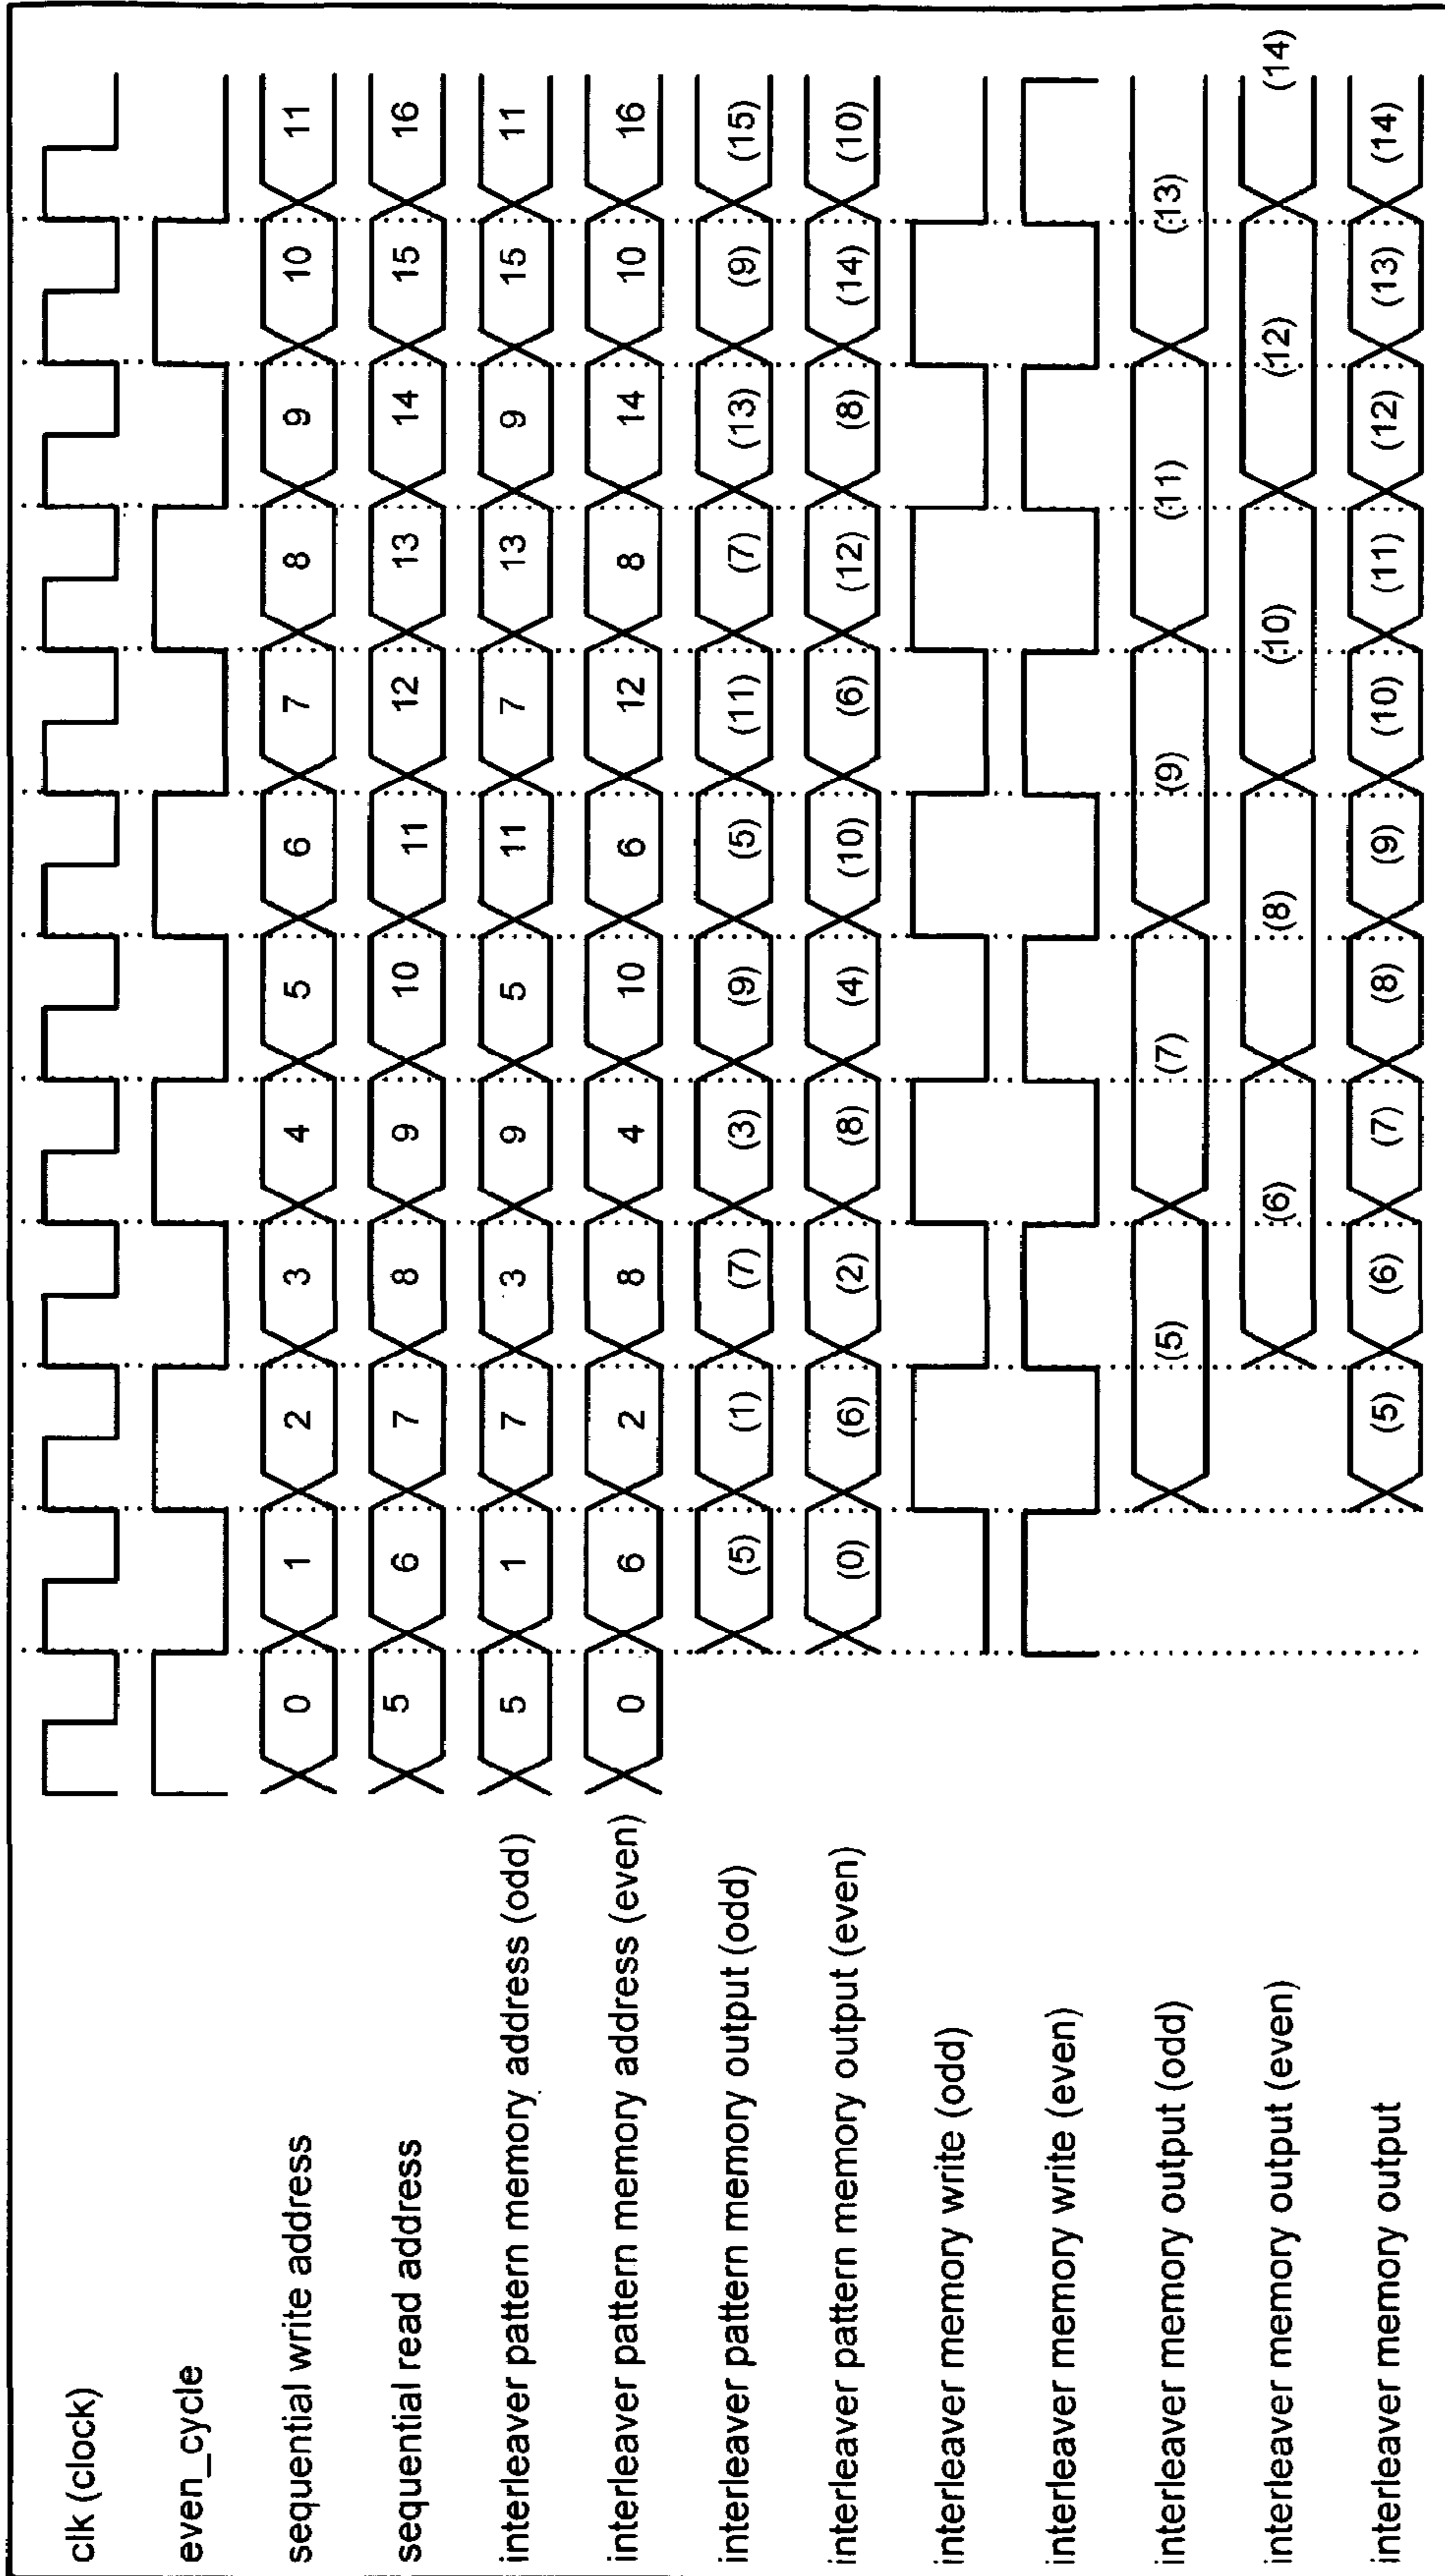 clk (clock)
even_cycle
sequential write address 0 1 2 3 4 5 6 7 8 9 10 11
sequential read address 5 6 7 8 9 10 11 12 13 14 15 16
interleaver pattern memory address (odd) 5 1 7 3 9 5 11 7 13 9 15 11
interleaver pattern memory address (even) 0 6 2 8 4 10 6 12 8 14 10 16
interleaver pattern memory output (odd) (5) (1) (7) (3) (9) (5) (11) (7) (13) (9) (15)
interleaver pattern memory output (even) (0) (6) (2) (8) (4) (10) (6) (12) (8) (14) (10)
interleaver memory write (odd)
interleaver memory write (even)
interleaver memory output (odd) (5) (7) (9) (11) (13)
interleaver memory output (even) (6) (8) (10) (12) (14)
interleaver memory output (5) (6) (7) (8) (9) (10) (11) (12) (13) (14)